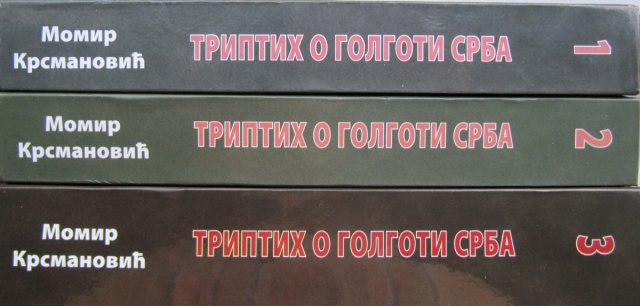 Момир
Крсмановић
ТРИПТИХ О ГОЛГОТИ СРБА
1
Момир
Крсмановић
ТРИПТИХ О ГОЛГОТИ СРБА
2
Момир
Крсмановић
ТРИПТИХ О ГОЛГОТИ СРБА
3